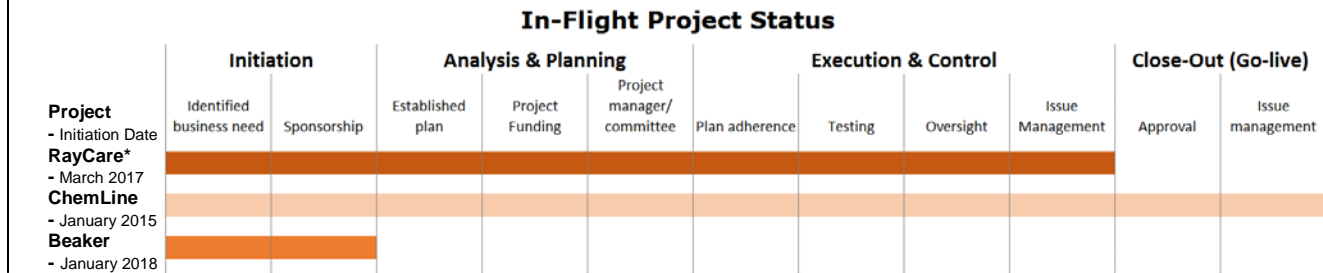 In-Flight Project Status
Initiation
Analysis & Planning
Execution & Control
Close-Out (Go-live)
Project
- Initiation Date
Identified
business need
Sponsorship
Established
plan
Project
Funding
Project
manager/
committee
Plan adherence
Testing
Oversight
Issue
Management
Approval
Issue
management
RayCare*
- March 2017
ChemLine
- January 2015
Beaker
- January 2018